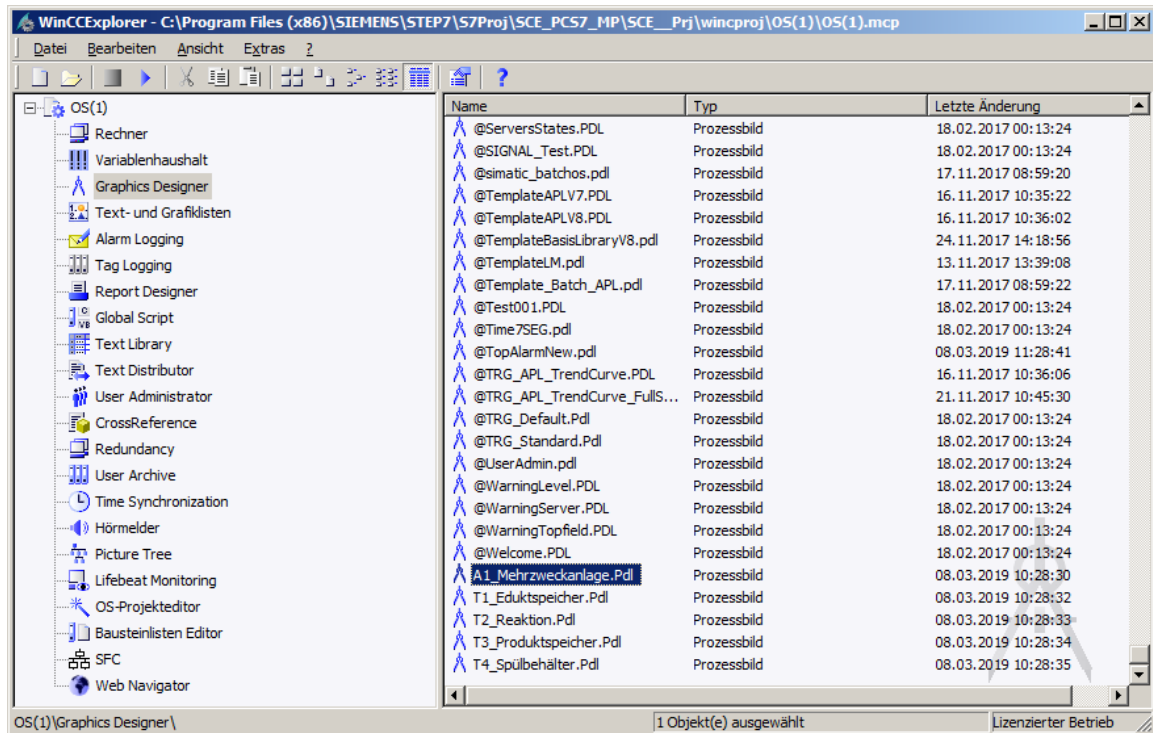 WinCCExplorer - C:\Program Files (x86)\SIEMENS\STEP7\S7Proj\SCE_PCS7_MP\SCE__Prj\wincproj\OS(1)\OS(1).mcp
Datei Bearbeiten Ansicht Extras ?
OS(1)
Rechner
Variablenhaushalt
Graphics Designer
Text- und Grafiklisten
Alarm Logging
Tag Logging
Report Designer
Global Script
Text Library
Text Distributor
User Administrator
CrossReference
Redundancy
User Archive
Time Synchronization
Hörmelder
Picture Tree
Lifebeat Monitoring
OS-Projekteditor
Bausteinlisten Editor
SFC
Web Navigator
Name Typ Letzte Änderung
@ServersStates.PDL Prozessbild 18.02.2017 00:13:24
@SIGNAL_Test.PDL Prozessbild 18.02.2017 00:13:24
@simatic_batchos.pdl Prozessbild 17.11.2017 08:59:20
@TemplateAPLV7.PDL Prozessbild 16.11.2017 10:35:22
@TemplateAPLV8.PDL Prozessbild 16.11.2017 10:36:02
@TemplateBasisLibraryV8.pdl Prozessbild 24.11.2017 14:18:56
@TemplateLM.pdl Prozessbild 13.11.2017 13:39:08
@Template_Batch_APL.pdl Prozessbild 17.11.2017 08:59:22
@Test001.PDL Prozessbild 18.02.2017 00:13:24
@Time7SEG.pdl Prozessbild 18.02.2017 00:13:24
@TopAlarmNew.pdl Prozessbild 08.03.2019 11:28:41
@TRG_APL_TrendCurve.PDL Prozessbild 16.11.2017 10:36:06
@TRG_APL_TrendCurve_FullS... Prozessbild 21.11.2017 10:45:30
@TRG_Default.Pdl Prozessbild 18.02.2017 00:13:24
@TRG_Standard.Pdl Prozessbild 18.02.2017 00:13:24
@UserAdmin.pdl Prozessbild 18.02.2017 00:13:24
@WarningLevel.PDL Prozessbild 18.02.2017 00:13:24
@WarningServer.PDL Prozessbild 18.02.2017 00:13:24
@WarningTopfield.PDL Prozessbild 18.02.2017 00:13:24
@Welcome.PDL Prozessbild 18.02.2017 00:13:24
A1_Mehrzweckanlage.Pdl Prozessbild 08.03.2019 10:28:30
T1_Eduktspeicher.Pdl Prozessbild 08.03.2019 10:28:32
T2_Reaktion.Pdl Prozessbild 08.03.2019 10:28:33
T3_Produktspeicher.Pdl Prozessbild 08.03.2019 10:28:34
T4_Spülbehälter.Pdl Prozessbild 08.03.2019 10:28:35
OS(1)\Graphics Designer\ 1 Objekt(e) ausgewählt Lizenzierter Betrieb